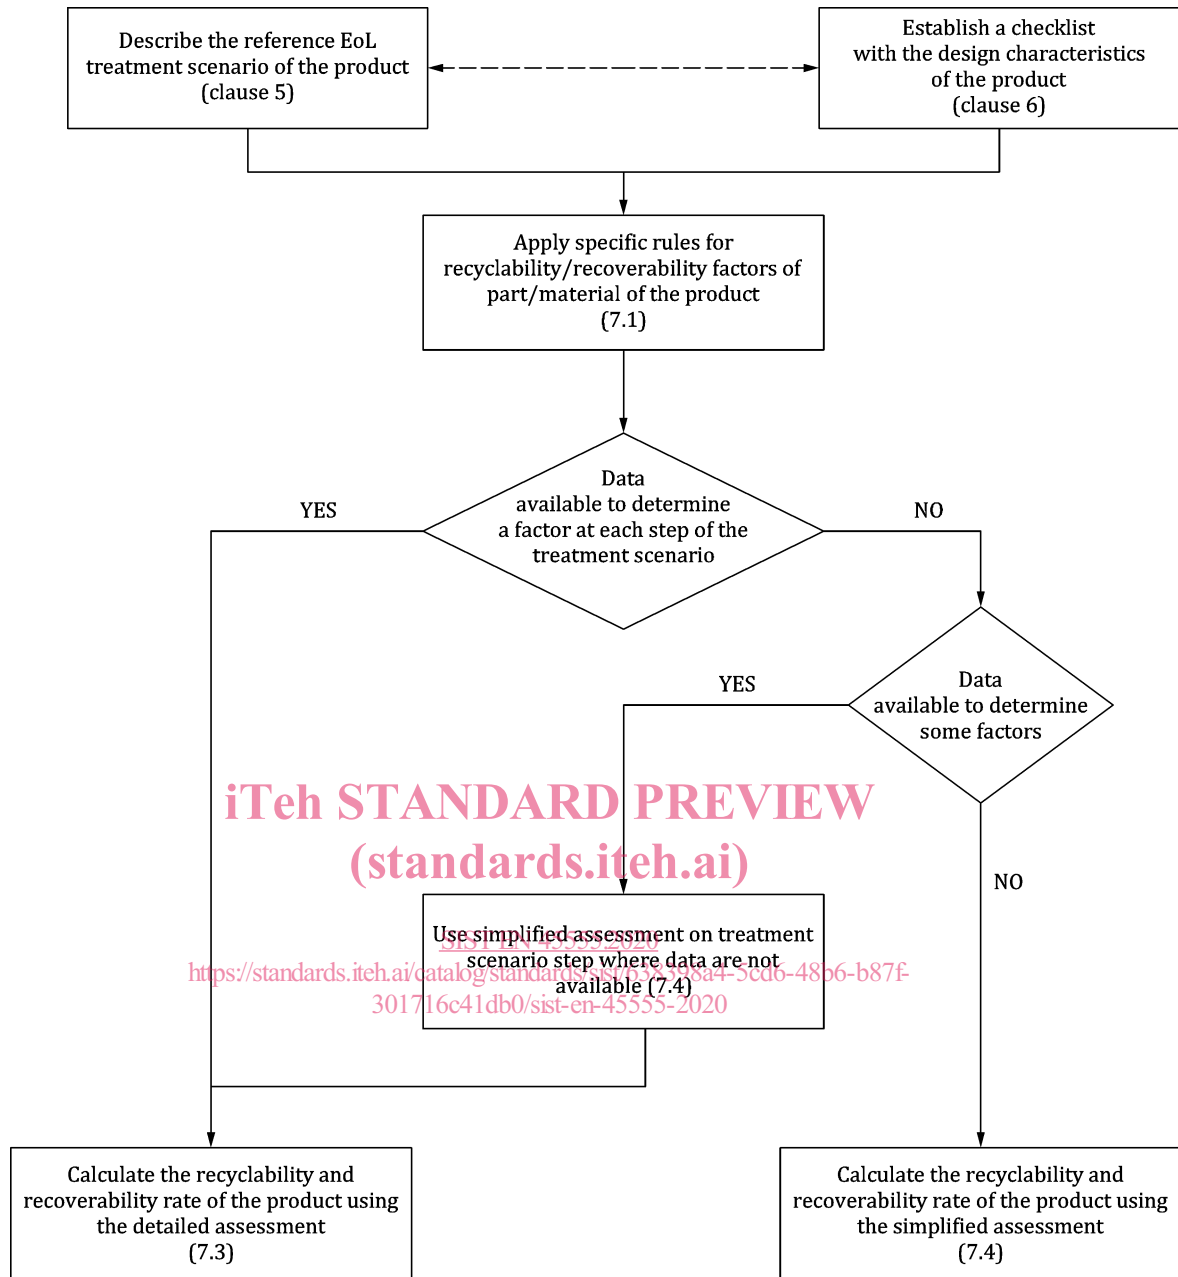 Describe the reference EoL
treatment scenario of the product
(clause 5)
Establish a checklist
with the design characteristics
of the product
(clause 6)
Apply specific rules for
recyclability/recoverability factors of
part/material of the product
(7.1)
Data
available to determine
a factor at each step of the
treatment scenario
YES
NO
Data
available to determine
some factors
YES
NO
iTeh STANDARD PREVIEW
(standards.iteh.ai)
Use simplified assessment on treatment
scenario step where data are not
available (7.4)
SIST EN 45555:2020
https://standards.iteh.ai/catalog/standards/sist/638398a4-5cd6-48b6-b87f-
301716c41db0/sist-en-45555-2020
Calculate the recyclability and
recoverability rate of the product using
the detailed assessment
(7.3)
Calculate the recyclability and
recoverability rate of the product using
the simplified assessment
(7.4)